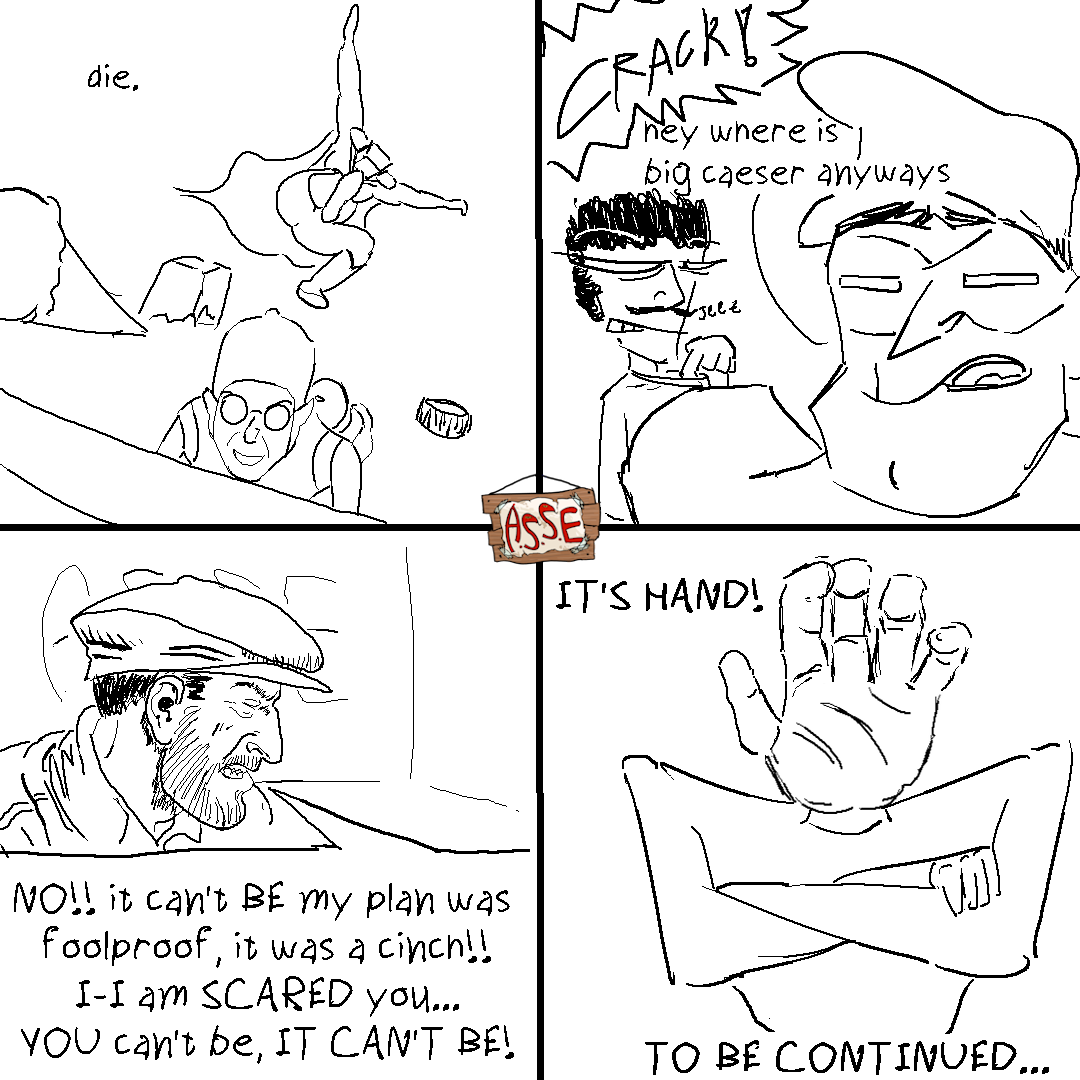 die.
CRACK!
hey where is
big caeser anyways
jeez
A.S.S.E
NO!! it can't BE my plan was
foolproof, it was a cinch!!
I-I am SCARED you...
YOU can't be, IT CAN'T BE!
IT'S HAND!
TO BE CONTINUED...